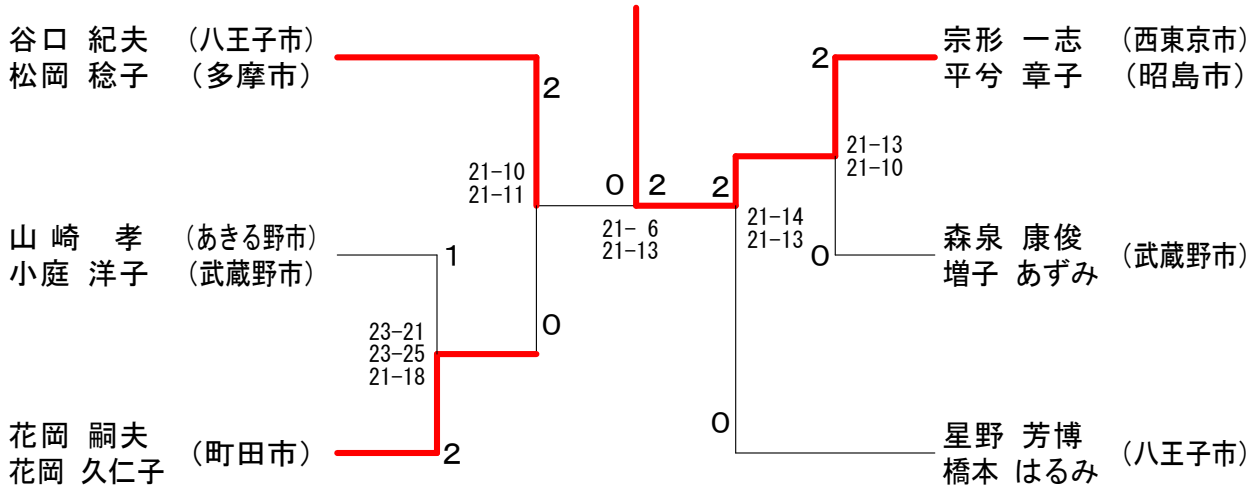 谷口 紀夫 (八王子市)
松岡 稔子 (多摩市)
2
21-10
21-11
山崎 孝 (あきる野市)
小庭 洋子 (武蔵野市)
1
0
23-21
23-25
21-18
花岡 嗣夫
花岡 久仁子
(町田市)
2
0 2
21- 6
21-13
2
21-14
21-13
宗形 一志 (西東京市)
平兮 章子 (昭島市)
2
21-13
21-10
0
森泉 康俊
増子 あずみ
(武蔵野市)
0
星野 芳博
橋本 はるみ
(八王子市)